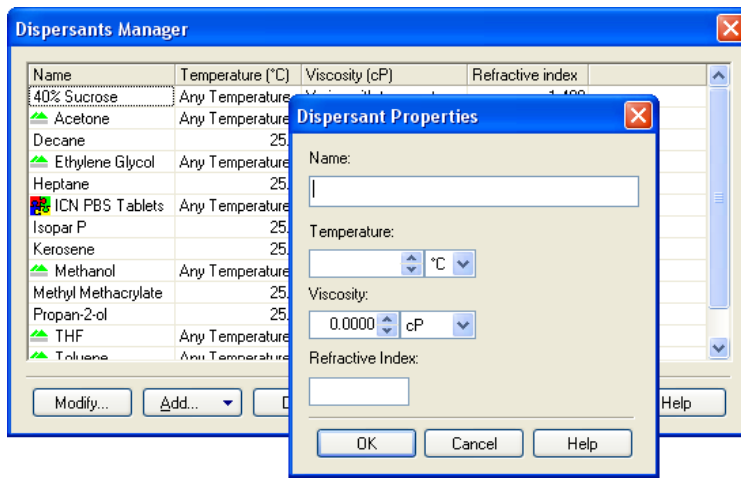 Dispersants Manager
Name Temperature (°C) Viscosity (cP) Refractive index
40% Sucrose Any Temperature
Acetone Any Temperature
Decane 25.
Ethylene Glycol Any Temperature
Heptane 25.
ICN PBS Tablets Any Temperature
Isopar P 25.
Kerosene 25.
Methanol Any Temperature
Methyl Methacrylate 25.
Propan-2-ol 25.
THF Any Temperature
Toluene Any Temperature
Modify... Add... Help
Dispersant Properties
Name:
Temperature:
°C
Viscosity:
0.0000 cP
Refractive Index:
OK Cancel Help